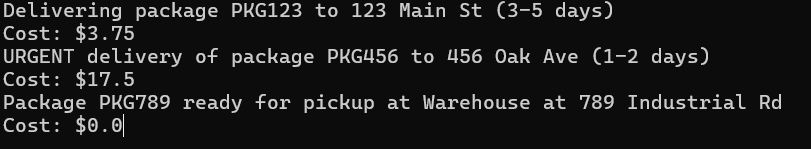 Delivering package PKG123 to 123 Main St (3-5 days)
Cost: $3.75
URGENT delivery of package PKG456 to 456 Oak Ave (1-2 days)
Cost: $17.5
Package PKG789 ready for pickup at Warehouse at 789 Industrial Rd
Cost: $0.0